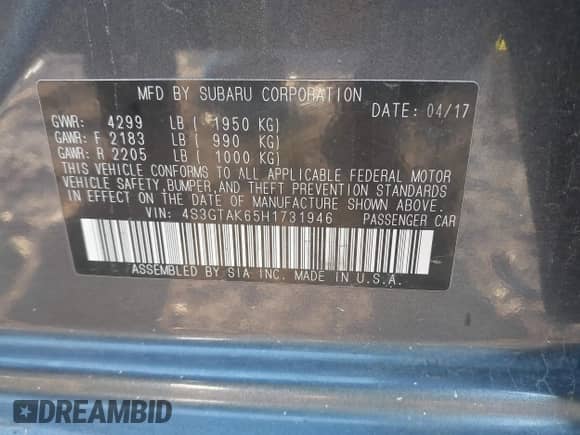 MFD BY SUBARU CORPORATION
DATE: 04/17
GVWR: 4299 LB ( 1950 KG)
GAWR: F 2183 LB ( 990 KG)
GAWR: R 2205 LB ( 1000 KG)
THIS VEHICLE CONFORMS TO ALL APPLICABLE FEDERAL MOTOR
VEHICLE SAFETY, BUMPER, AND THEFT PREVENTION STANDARDS
IN EFFECT ON THE DATE OF MANUFACTURE SHOWN ABOVE.
VIN: 4S3GTAK65H1731946 PASSENGER CAR
ASSEMBLED BY SIA INC. MADE IN U.S.A.
DREAMBID